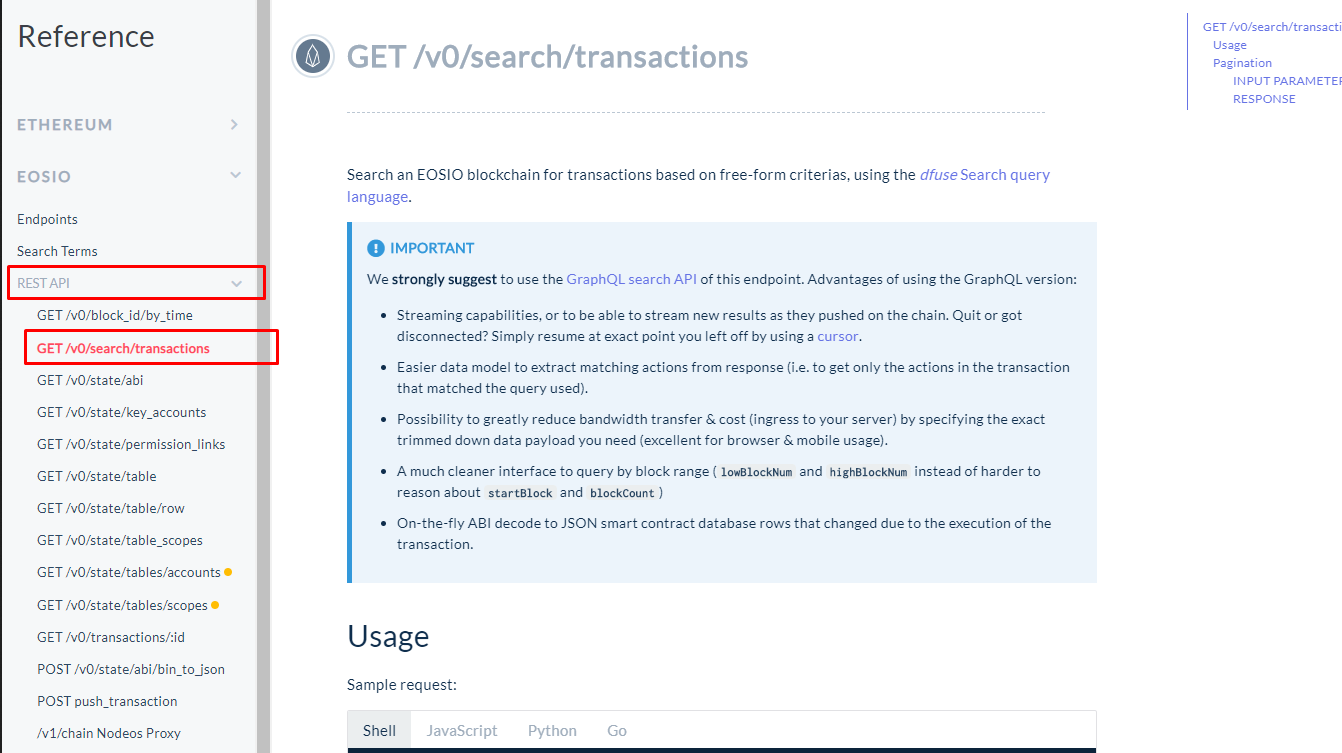 Reference
ETHEREUM
EOSIO
Endpoints
Search Terms
REST API
GET /v0/block_id/by_time
GET /v0/search/transactions
GET /v0/state/abi
GET /v0/state/key_accounts
GET /v0/state/permission_links
GET /v0/state/table
GET /v0/state/table/row
GET /v0/state/table_scopes
GET /v0/state/tables/accounts
GET /v0/state/tables/scopes
GET /v0/transactions/:id
POST /v0/state/abi/bin_to_json
POST push_transaction
/v1/chain Nodeos Proxy
GET /v0/search/transactions
Search an EOSIO blockchain for transactions based on free-form criterias, using the dfuse Search query
language.
IMPORTANT
We strongly suggest to use the GraphQL search API of this endpoint. Advantages of using the GraphQL version:
• Streaming capabilities, or to be able to stream new results as they pushed on the chain. Quit or got
disconnected? Simply resume at exact point you left off by using a cursor.
• Easier data model to extract matching actions from response (i.e. to get only the actions in the transaction
that matched the query used).
• Possibility to greatly reduce bandwidth transfer & cost (ingress to your server) by specifying the exact
trimmed down data payload you need (excellent for browser & mobile usage).
• A much cleaner interface to query by block range ( lowBlockNum and highBlockNum instead of harder to
reason about startBlock and blockCount )
• On-the-fly ABI decode to JSON smart contract database rows that changed due to the execution of the
transaction.
Usage
Sample request:
Shell JavaScript Python Go
GET /v0/search/transacti
Usage
Pagination
INPUT PARAMETER
RESPONSE